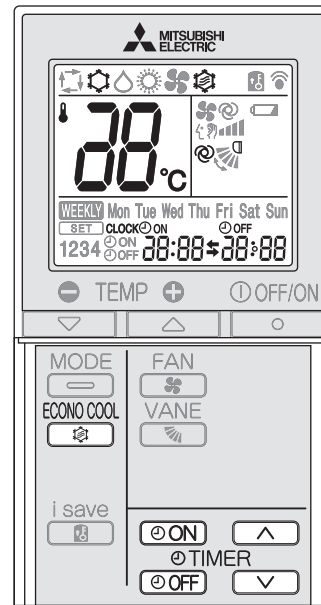 MITSUBISHI
ELECTRIC
88°C
WEEKLY Mon Tue Wed Thu Fri Sat Sun
SET CLOCK ON OFF
1234 ON OFF 88:88 88:88
TEMP OFF/ON
MODE FAN
ECONO COOL VANE
i save
ON
TIMER
OFF